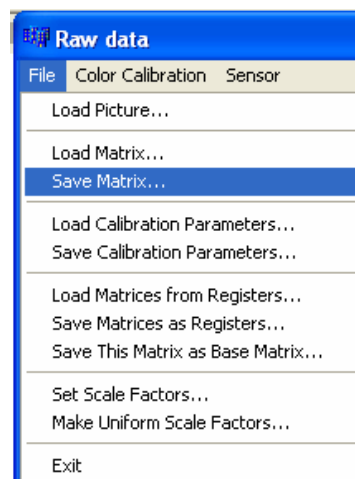 Raw data
File Color Calibration Sensor
Load Picture...
Load Matrix...
Save Matrix...
Load Calibration Parameters...
Save Calibration Parameters...
Load Matrices from Registers...
Save Matrices as Registers...
Save This Matrix as Base Matrix...
Set Scale Factors...
Make Uniform Scale Factors...
Exit